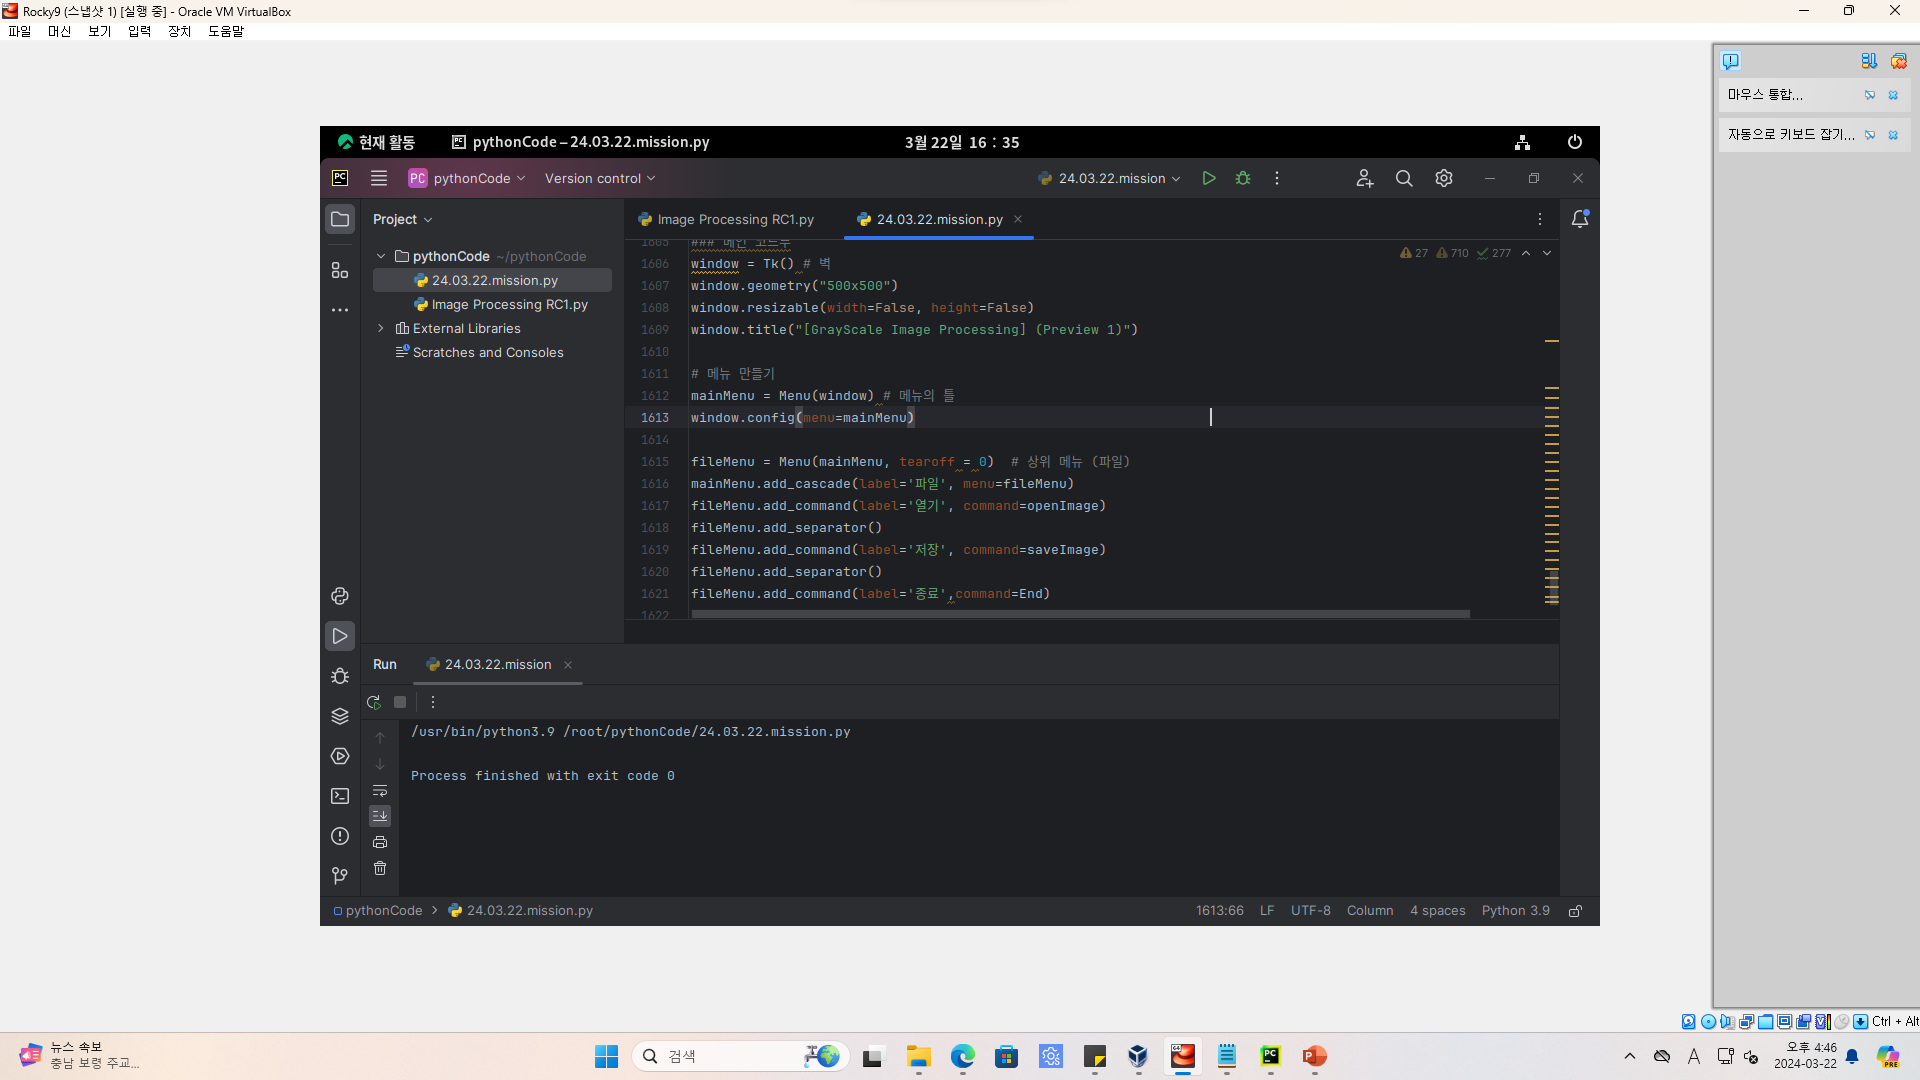 Rocky9 (스냅샷 1) [실행 중] - Oracle VM VirtualBox
파일 머신 보기 입력 장치 도움말
마우스 통합...
자동으로 키보드 잡기...
현재 활동 pythonCode – 24.03.22.mission.py 3월 22일 16 : 35
PC pythonCode Version control 24.03.22.mission
Project
Image Processing RC1.py 24.03.22.mission.py
pythonCode ~/pythonCode
24.03.22.mission.py
Image Processing RC1.py
External Libraries
Scratches and Consoles
27 710 277
1605 ### 메인 코드부
1606 window = Tk() # 벽
1607 window.geometry("500x500")
1608 window.resizable(width=False, height=False)
1609 window.title("[GrayScale Image Processing] (Preview 1)")
1610
1611 # 메뉴 만들기
1612 mainMenu = Menu(window) # 메뉴의 틀
1613 window.config(menu=mainMenu)
1614
1615 fileMenu = Menu(mainMenu, tearoff = 0)  # 상위 메뉴 (파일)
1616 mainMenu.add_cascade(label='파일', menu=fileMenu)
1617 fileMenu.add_command(label='열기', command=openImage)
1618 fileMenu.add_separator()
1619 fileMenu.add_command(label='저장', command=saveImage)
1620 fileMenu.add_separator()
1621 fileMenu.add_command(label='종료',command=End)
1622
Run 24.03.22.mission
/usr/bin/python3.9 /root/pythonCode/24.03.22.mission.py
Process finished with exit code 0
pythonCode > 24.03.22.mission.py 1613:66 LF UTF-8 Column 4 spaces Python 3.9
Ctrl + Alt
뉴스 속보
충남 보령 주교...
검색
A
오후 4:46
2024-03-22
PRE